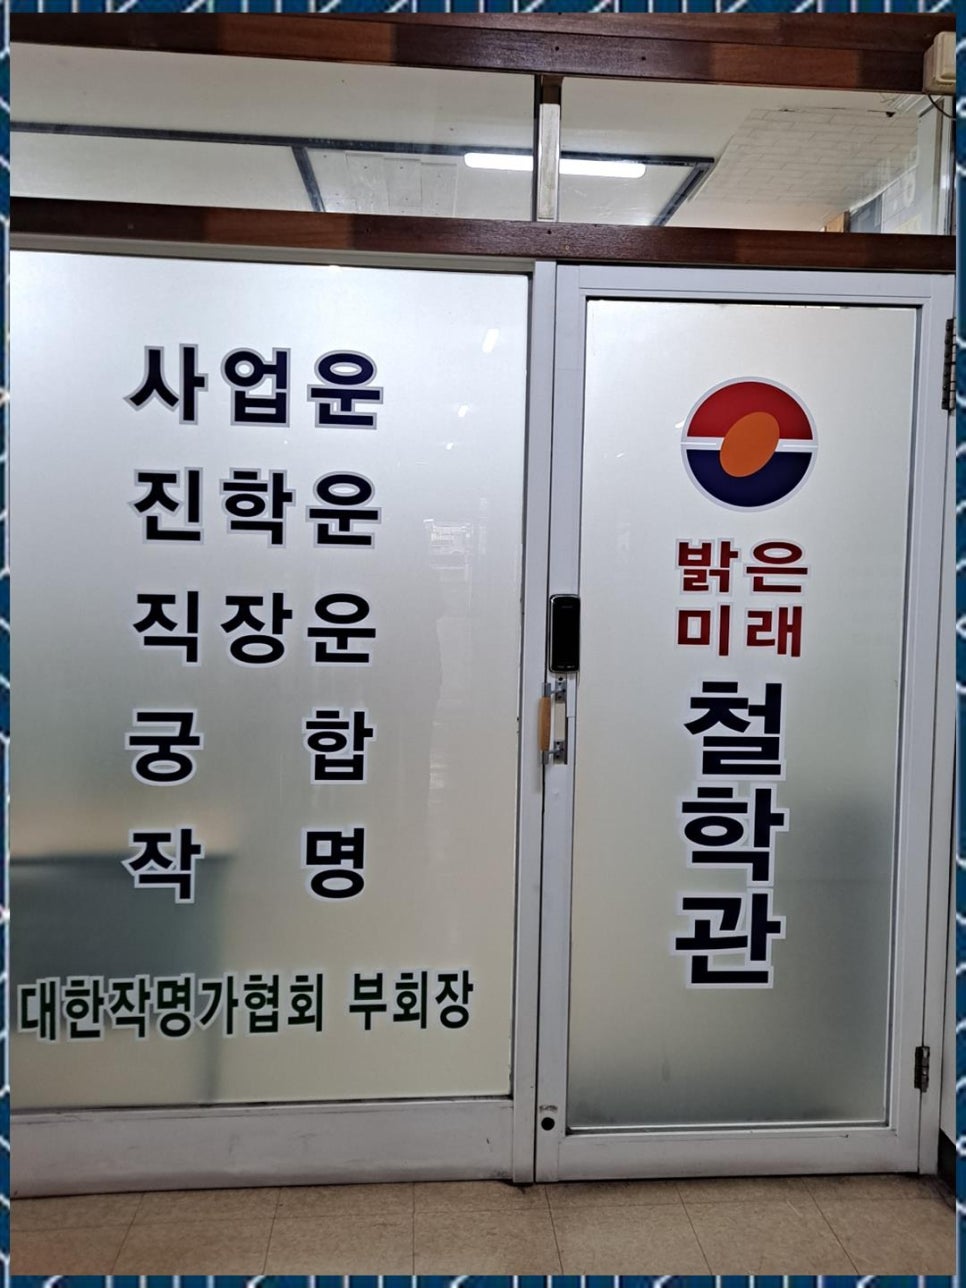 사업운
진학운
직장운
궁 합
작 명
대한작명가협회 부회장
밝은
미래
철
학
관